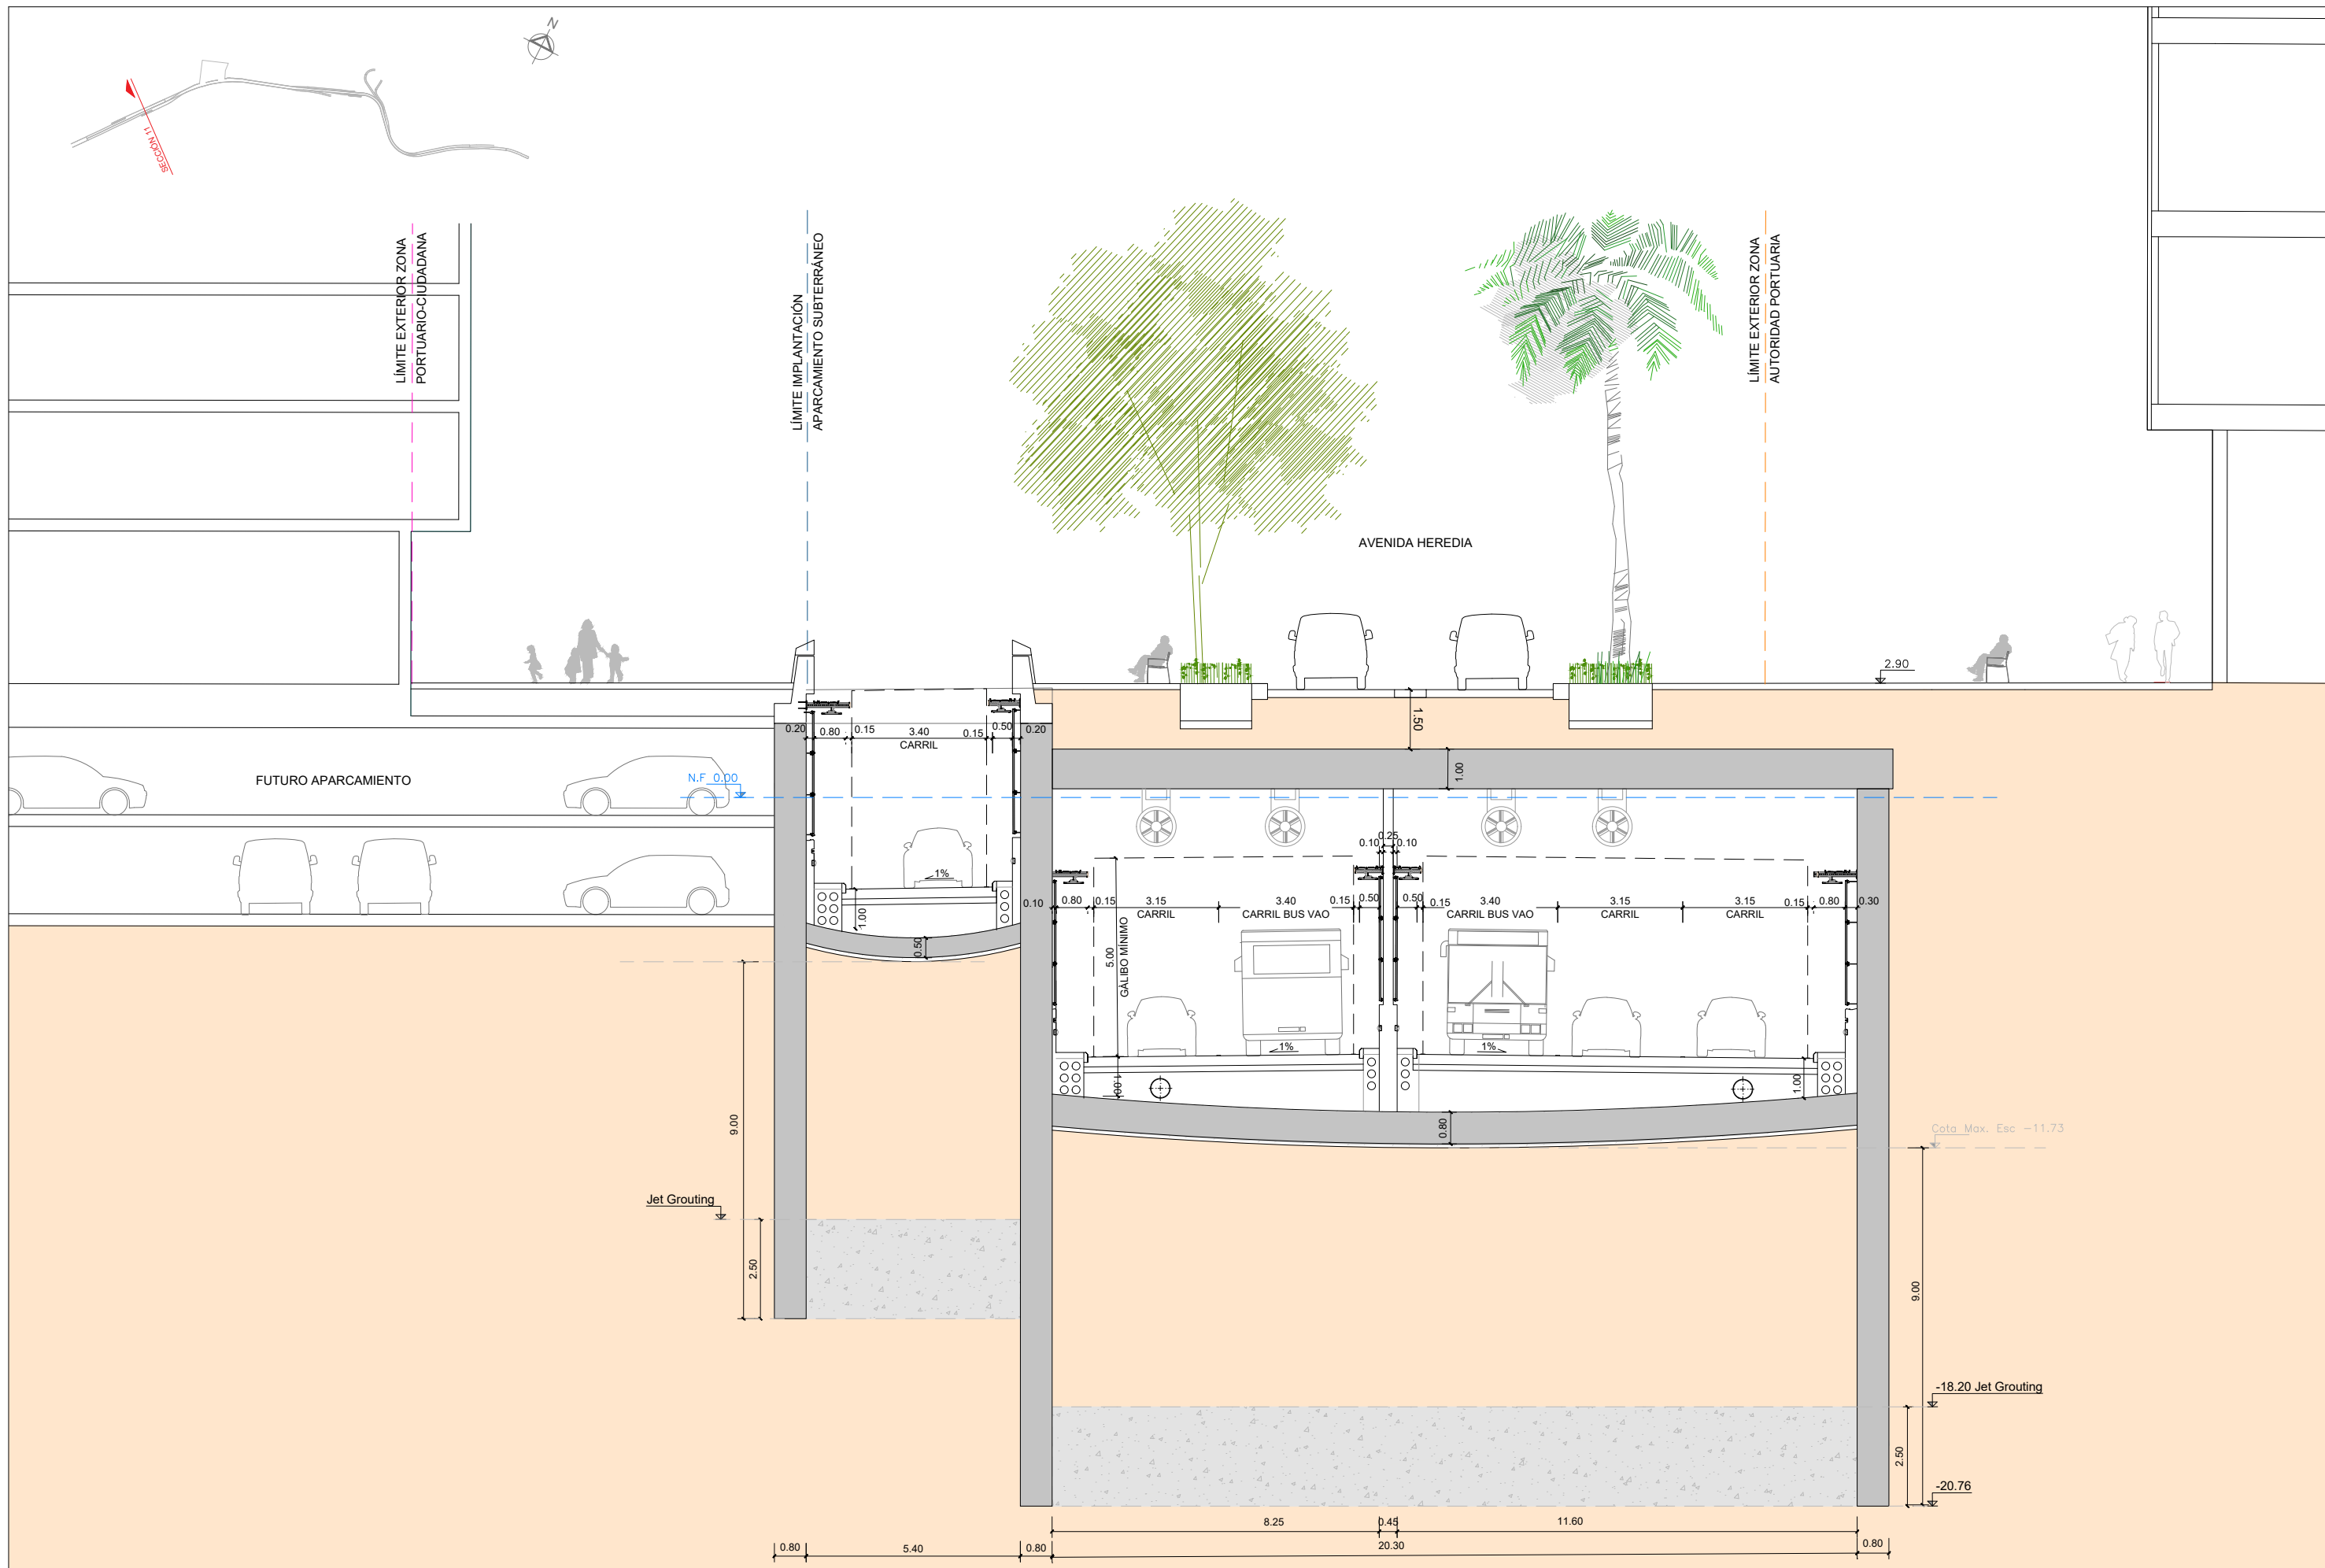 N
SECCIÓN 11
LÍMITE EXTERIOR ZONA
PORTUARIO-CIUDADANA
LÍMITE IMPLANTACIÓN
APARCAMIENTO SUBTERRÁNEO
LÍMITE EXTERIOR ZONA
AUTORIDAD PORTUARIA
AVENIDA HEREDIA
2.90
1.50
0.20
0.80
0.15
3.40
CARRIL
0.15
0.50
0.20
1.00
FUTURO APARCAMIENTO
N.F 0.00
0.25
0.10
0.10
1%
1.00
0.50
0.10
0.80
0.15
3.15
CARRIL
3.40
CARRIL BUS VAO
0.15
0.50
0.50
0.15
3.40
CARRIL BUS VAO
3.15
CARRIL
3.15
CARRIL
0.15
0.80
0.30
5.00
GÁLIBO MÍNIMO
1%
1%
1.00
1.00
0.80
Cota Max. Esc -11.73
9.00
Jet Grouting
2.50
9.00
-18.20 Jet Grouting
2.50
-20.76
8.25
0.45
11.60
0.80
5.40
0.80
20.30
0.80